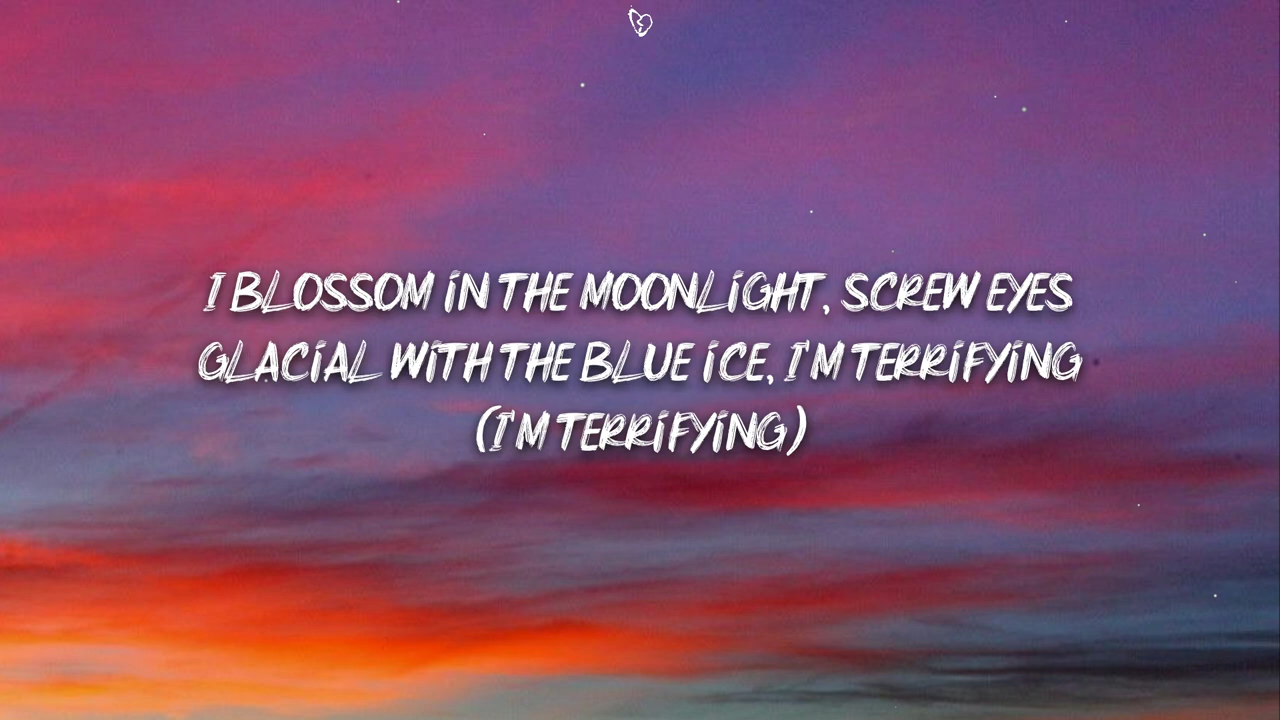 I BLOSSOM IN THE MOONLIGHT, SCREW EYES
GLACIAL WITH THE BLUE ICE, I'M TERRIFYING
(I'M TERRIFYING)